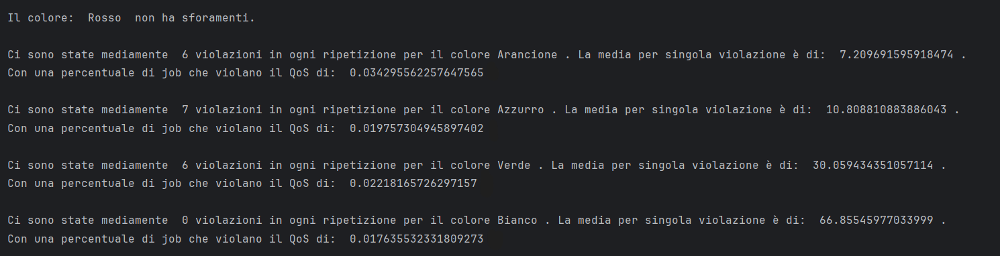 Il colore:  Rosso  non ha sforamenti.
Ci sono state mediamente  6 violazioni in ogni ripetizione per il colore Arancione . La media per singola violazione è di:  7.209691595918474 .
Con una percentuale di job che violano il QoS di:  0.034295562257647565
Ci sono state mediamente  7 violazioni in ogni ripetizione per il colore Azzurro . La media per singola violazione è di:  10.808810883886043 .
Con una percentuale di job che violano il QoS di:  0.019757304945897402
Ci sono state mediamente  6 violazioni in ogni ripetizione per il colore Verde . La media per singola violazione è di:  30.059434351057114 .
Con una percentuale di job che violano il QoS di:  0.02218165726297157
Ci sono state mediamente  0 violazioni in ogni ripetizione per il colore Bianco . La media per singola violazione è di:  66.85545977033999 .
Con una percentuale di job che violano il QoS di:  0.017635532331809273